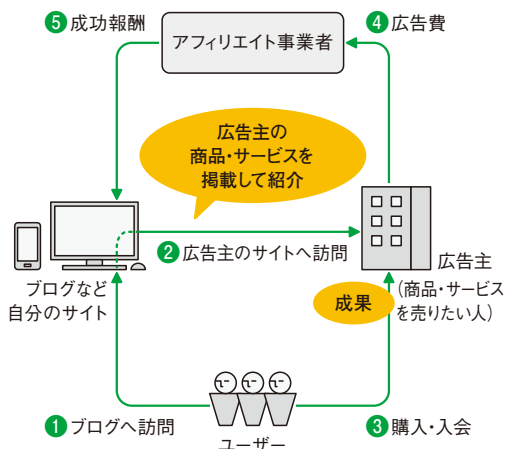 ❺成功報酬
アフィリエイト事業者
❹広告費
広告主の
商品・サービスを
掲載して紹介
❷広告主のサイトへ訪問
広告主
(商品・サービス
を売りたい人)
ブログなど
自分のサイト
成果
❶ブログへ訪問
ユーザー
❸購入・入会